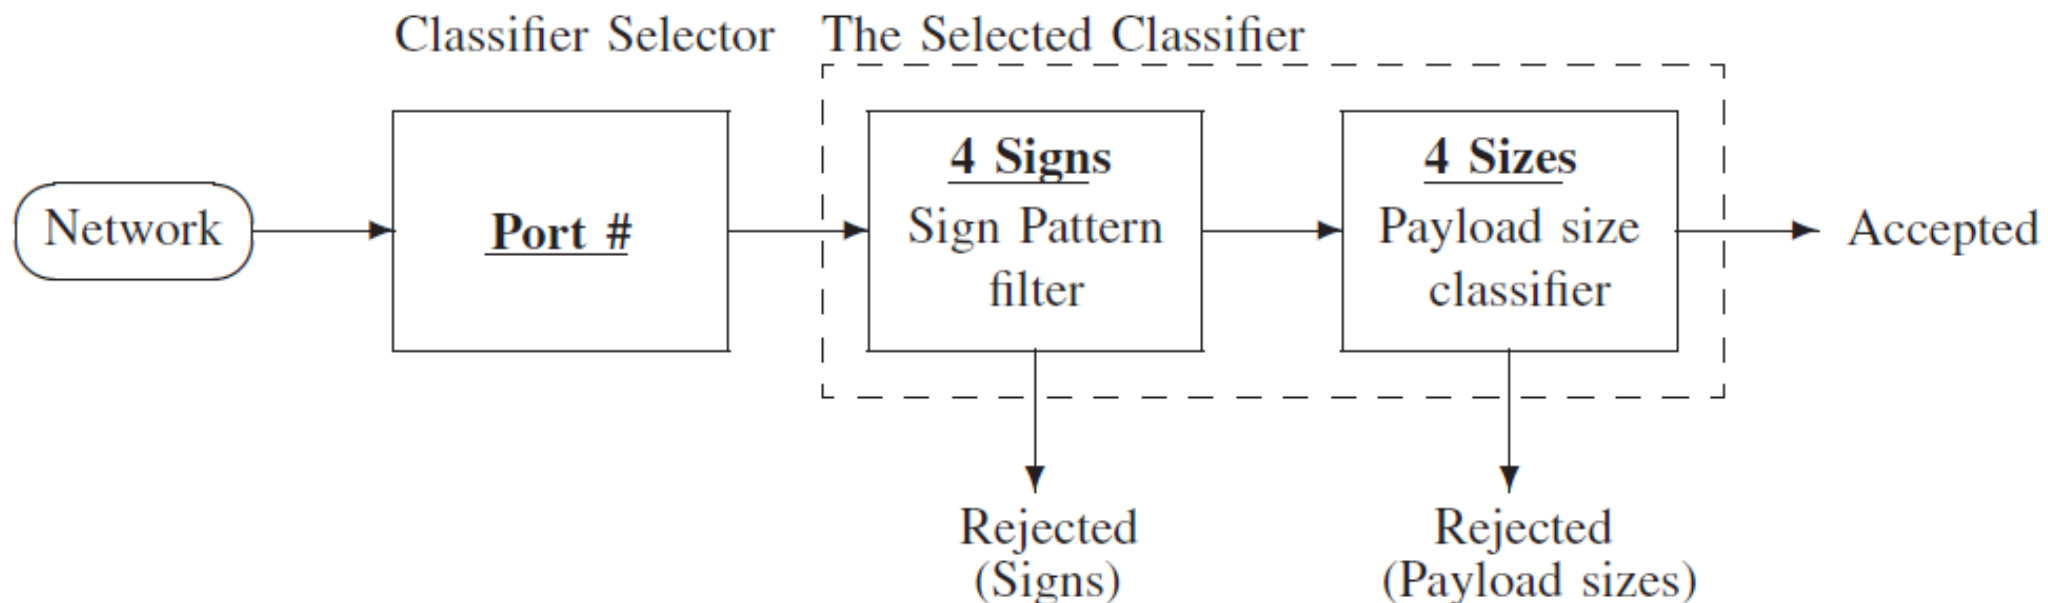 Classifier Selector
The Selected Classifier
Network
Port #
4 Signs
Sign Pattern
filter
4 Sizes
Payload size
classifier
Accepted
Rejected
(Signs)
Rejected
(Payload sizes)